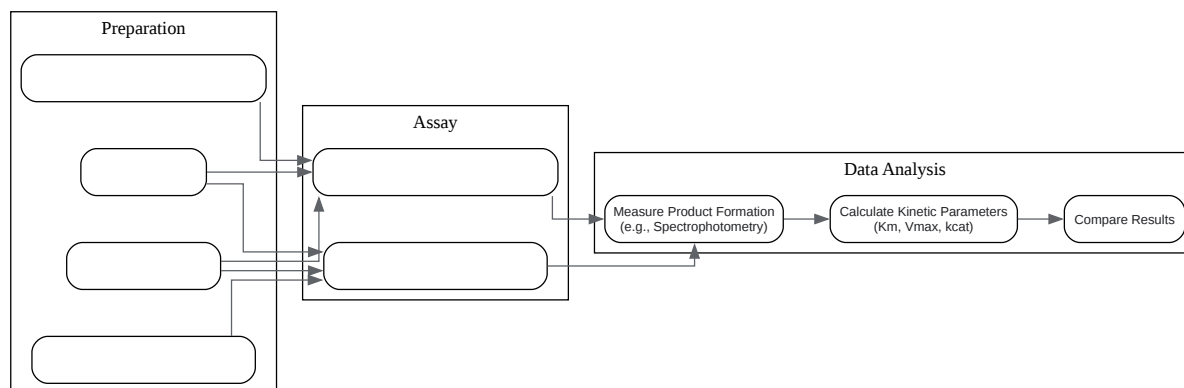 Preparation
Assay
Data Analysis
Measure Product Formation
(e.g., Spectrophotometry)
Calculate Kinetic Parameters
(Km, Vmax, kcat)
Compare Results